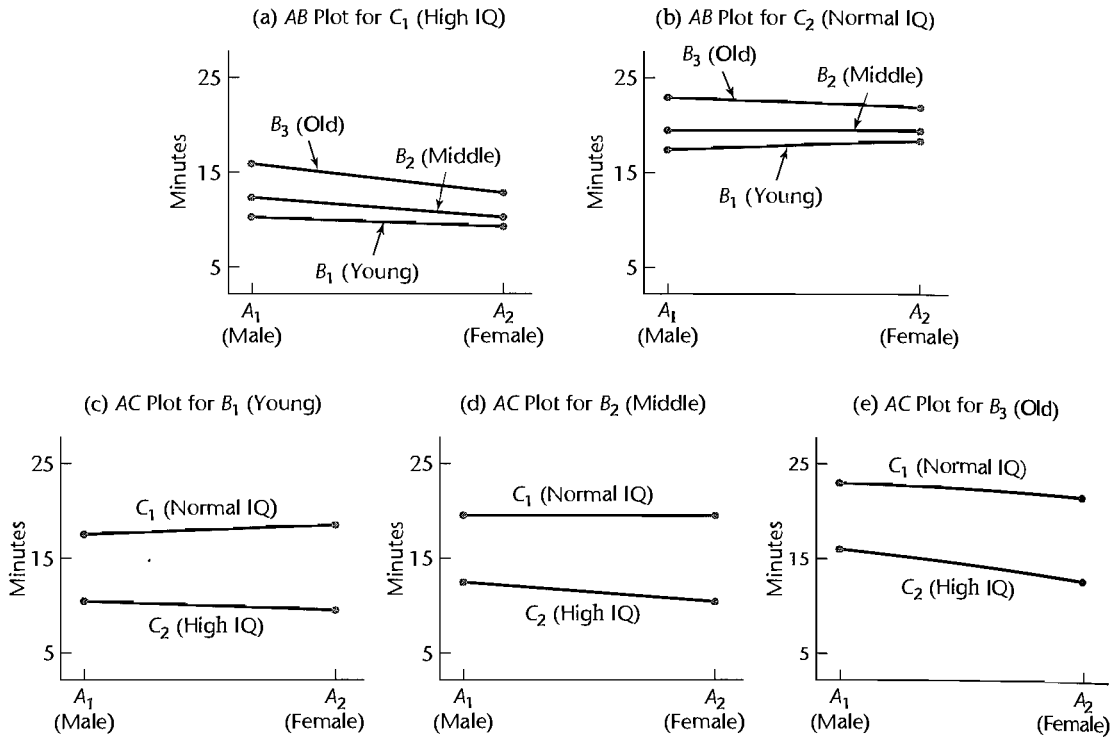 (a) AB Plot for C1 (High IQ)
25
15
5
Minutes
B3 (Old)
B2 (Middle)
B1 (Young)
A1
(Male)
A2
(Female)
(b) AB Plot for C2 (Normal IQ)
25
15
5
Minutes
B3 (Old)
B2 (Middle)
B1 (Young)
A1
(Male)
A2
(Female)
(c) AC Plot for B1 (Young)
25
15
5
Minutes
C1 (Normal IQ)
C2 (High IQ)
A1
(Male)
A2
(Female)
(d) AC Plot for B2 (Middle)
25
15
5
Minutes
C1 (Normal IQ)
C2 (High IQ)
A1
(Male)
A2
(Female)
(e) AC Plot for B3 (Old)
25
15
5
Minutes
C1 (Normal IQ)
C2 (High IQ)
A1
(Male)
A2
(Female)